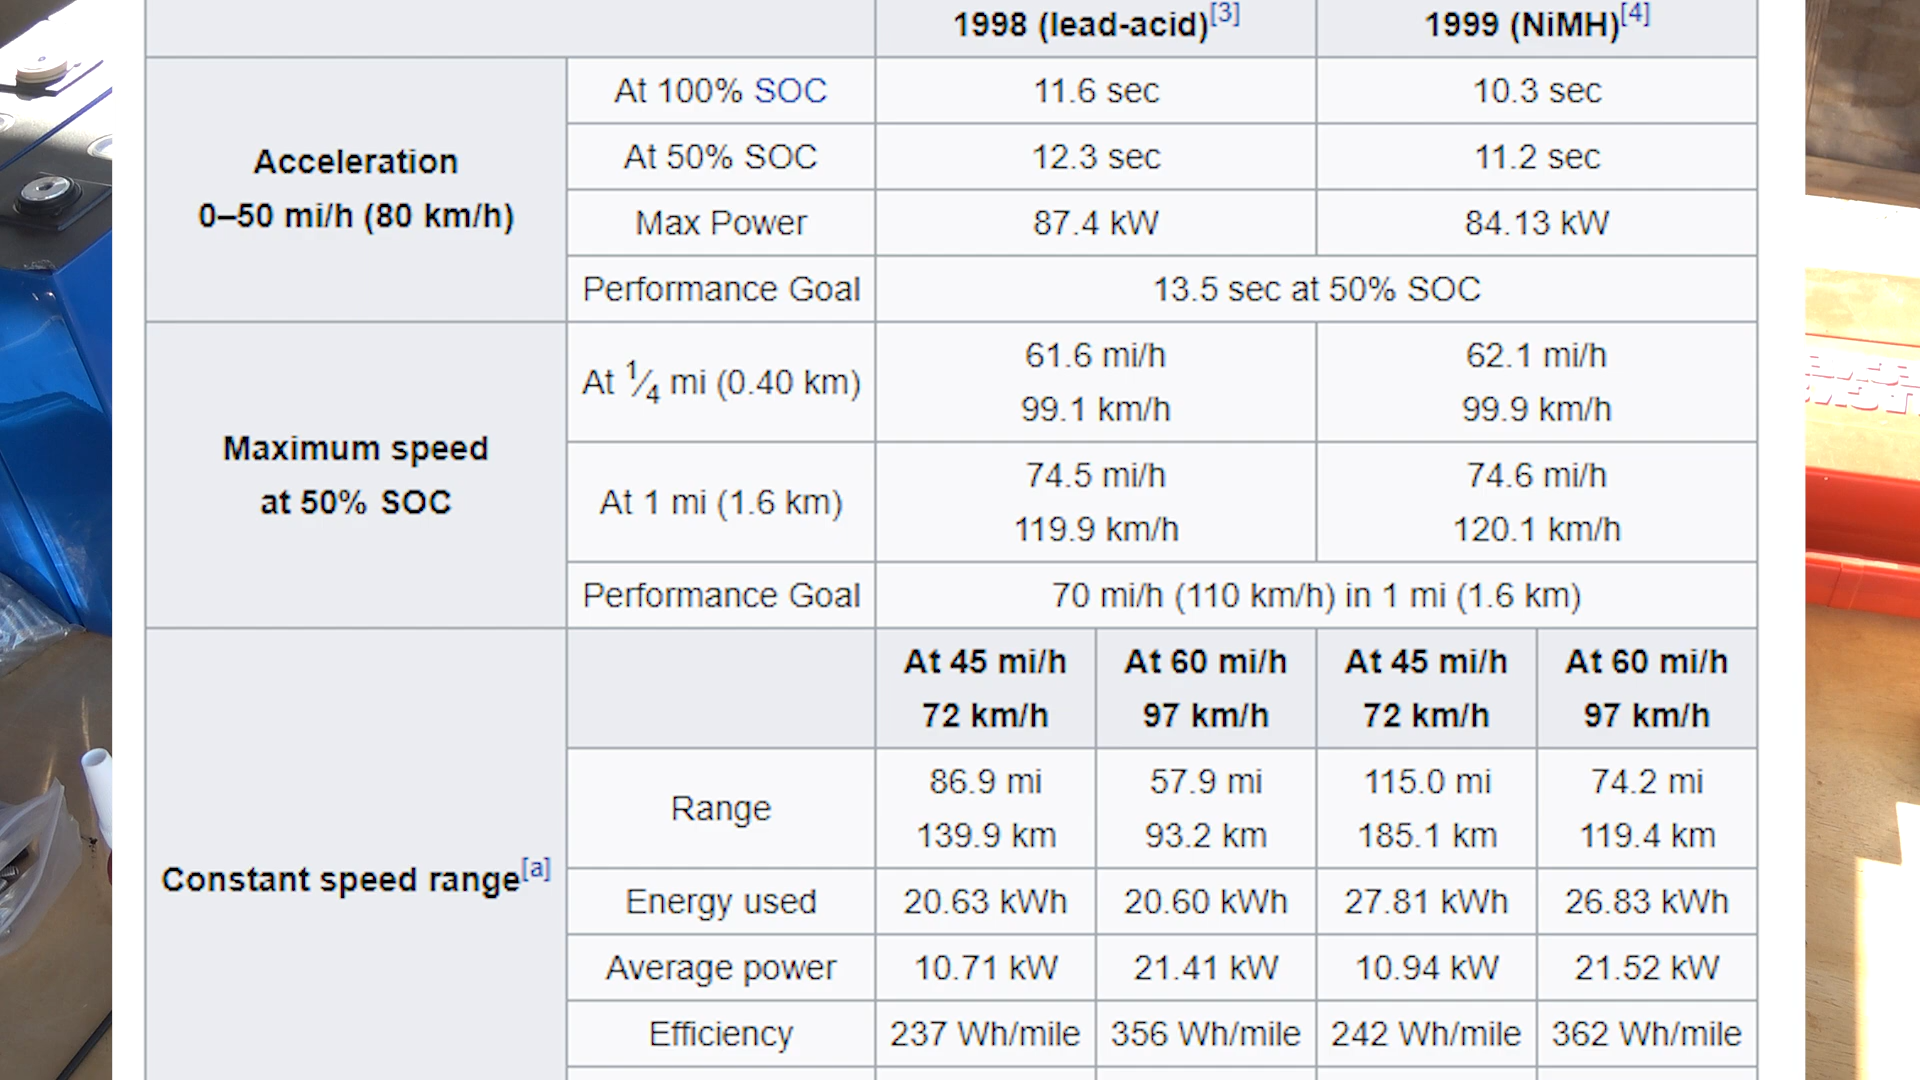 1998 (lead-acid)[3] 1999 (NiMH)[4]
Acceleration
0–50 mi/h (80 km/h)
At 100% SOC 11.6 sec 10.3 sec
At 50% SOC 12.3 sec 11.2 sec
Max Power 87.4 kW 84.13 kW
Performance Goal 13.5 sec at 50% SOC
Maximum speed
at 50% SOC
At 1⁄4 mi (0.40 km)
61.6 mi/h 62.1 mi/h
99.1 km/h 99.9 km/h
At 1 mi (1.6 km)
74.5 mi/h 74.6 mi/h
119.9 km/h 120.1 km/h
Performance Goal 70 mi/h (110 km/h) in 1 mi (1.6 km)
Constant speed range[a]
At 45 mi/h At 60 mi/h At 45 mi/h At 60 mi/h
72 km/h 97 km/h 72 km/h 97 km/h
Range
86.9 mi 57.9 mi 115.0 mi 74.2 mi
139.9 km 93.2 km 185.1 km 119.4 km
Energy used 20.63 kWh 20.60 kWh 27.81 kWh 26.83 kWh
Average power 10.71 kW 21.41 kW 10.94 kW 21.52 kW
Efficiency 237 Wh/mile 356 Wh/mile 242 Wh/mile 362 Wh/mile